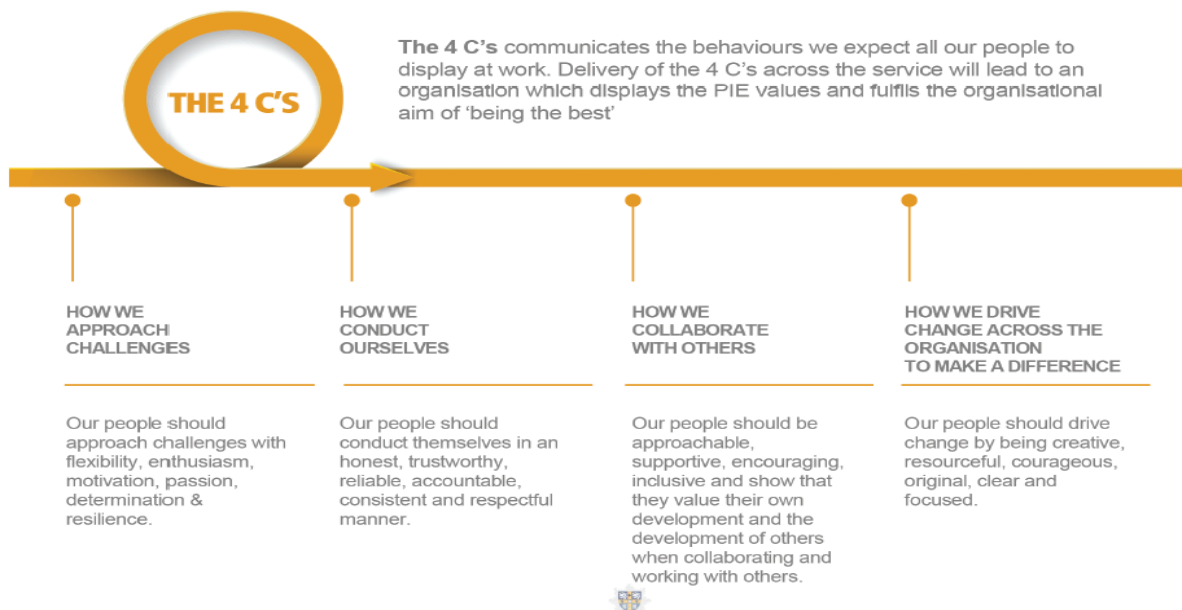 THE 4 C'S
The 4 C's communicates the behaviours we expect all our people to
display at work. Delivery of the 4 C's across the service will lead to an
organisation which displays the PIE values and fulfils the organisational
aim of 'being the best'
HOW WE
APPROACH
CHALLENGES
Our people should
approach challenges with
flexibility, enthusiasm,
motivation, passion,
determination &
resilience.
HOW WE
CONDUCT
OURSELVES
Our people should
conduct themselves in an
honest, trustworthy,
reliable, accountable,
consistent and respectful
manner.
HOW WE
COLLABORATE
WITH OTHERS
Our people should be
approachable,
supportive, encouraging,
inclusive and show that
they value their own
development and the
development of others
when collaborating and
working with others.
HOW WE DRIVE
CHANGE ACROSS THE
ORGANISATION
TO MAKE A DIFFERENCE
Our people should drive
change by being creative,
resourceful, courageous,
original, clear and
focused.